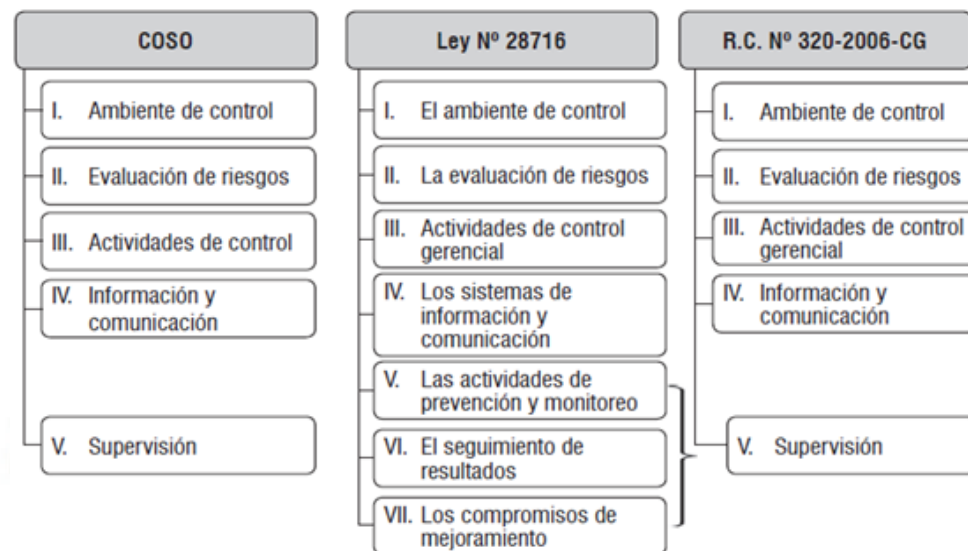 COSO
I. Ambiente de control
II. Evaluación de riesgos
III. Actividades de control
IV. Información y
comunicación
V. Supervisión
Ley Nº 28716
I. El ambiente de control
II. La evaluación de riesgos
III. Actividades de control
gerencial
IV. Los sistemas de
información y
comunicación
V. Las actividades de
prevención y monitoreo
VI. El seguimiento de
resultados
VII. Los compromisos de
mejoramiento
R.C. Nº 320-2006-CG
I. Ambiente de control
II. Evaluación de riesgos
III. Actividades de control
gerencial
IV. Información y
comunicación
V. Supervisión